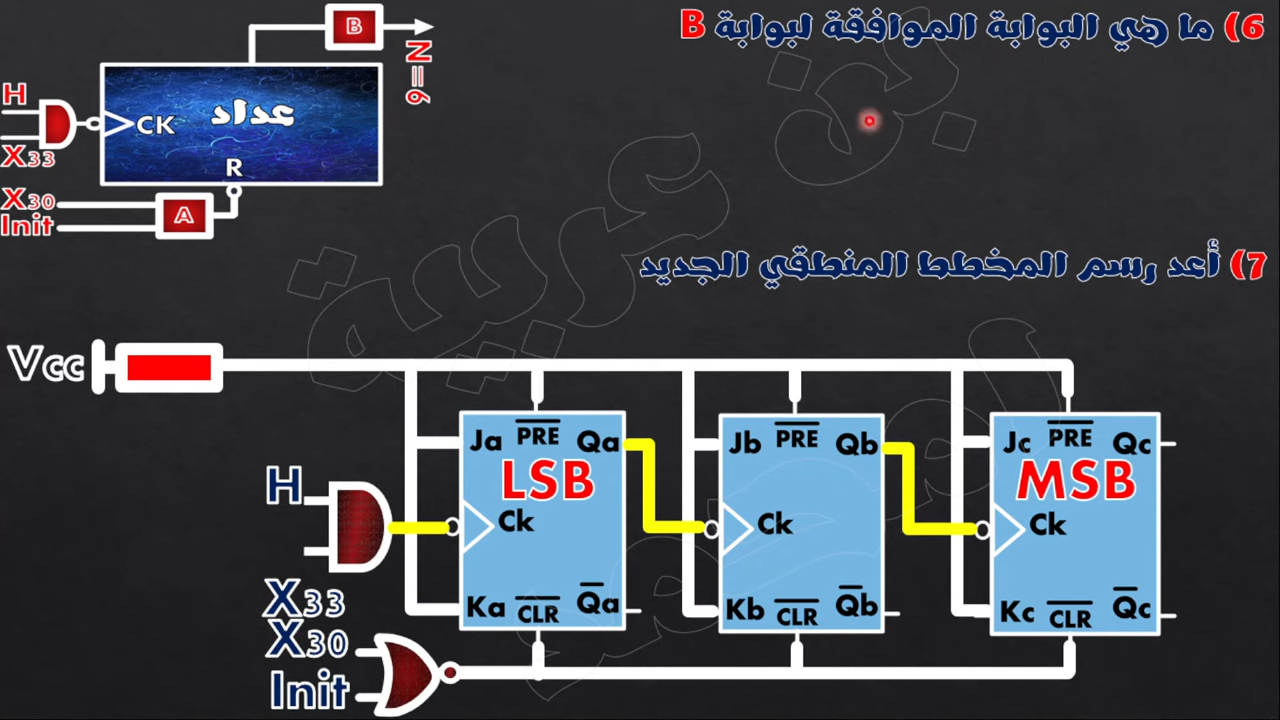 6) ما هي البوابة الموافقة لبوابة B
B
N=6
H
X33
CK
عداد
R
X30
Init
A
7) أعد رسم المخطط المنطقي الجديد
Vcc
Ja PRE Qa
LSB
Ck
Ka CLR Qa
Jb PRE Qb
Ck
Kb CLR Qb
Jc PRE Qc
MSB
Ck
Kc CLR Qc
H
X33
X30
Init